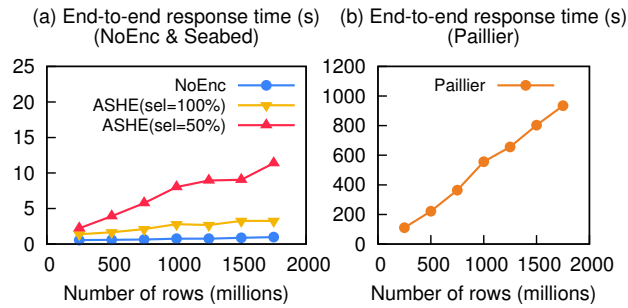 (a) End-to-end response time (s)
(NoEnc & Seabed)
25
20
15
10
5
0
NoEnc
ASHE(sel=100%)
ASHE(sel=50%)
0 500 1000 1500 2000
Number of rows (millions)
(b) End-to-end response time (s)
(Paillier)
1200
1000
800
600
400
200
0
Paillier
0 500 1000 1500 2000
Number of rows (millions)